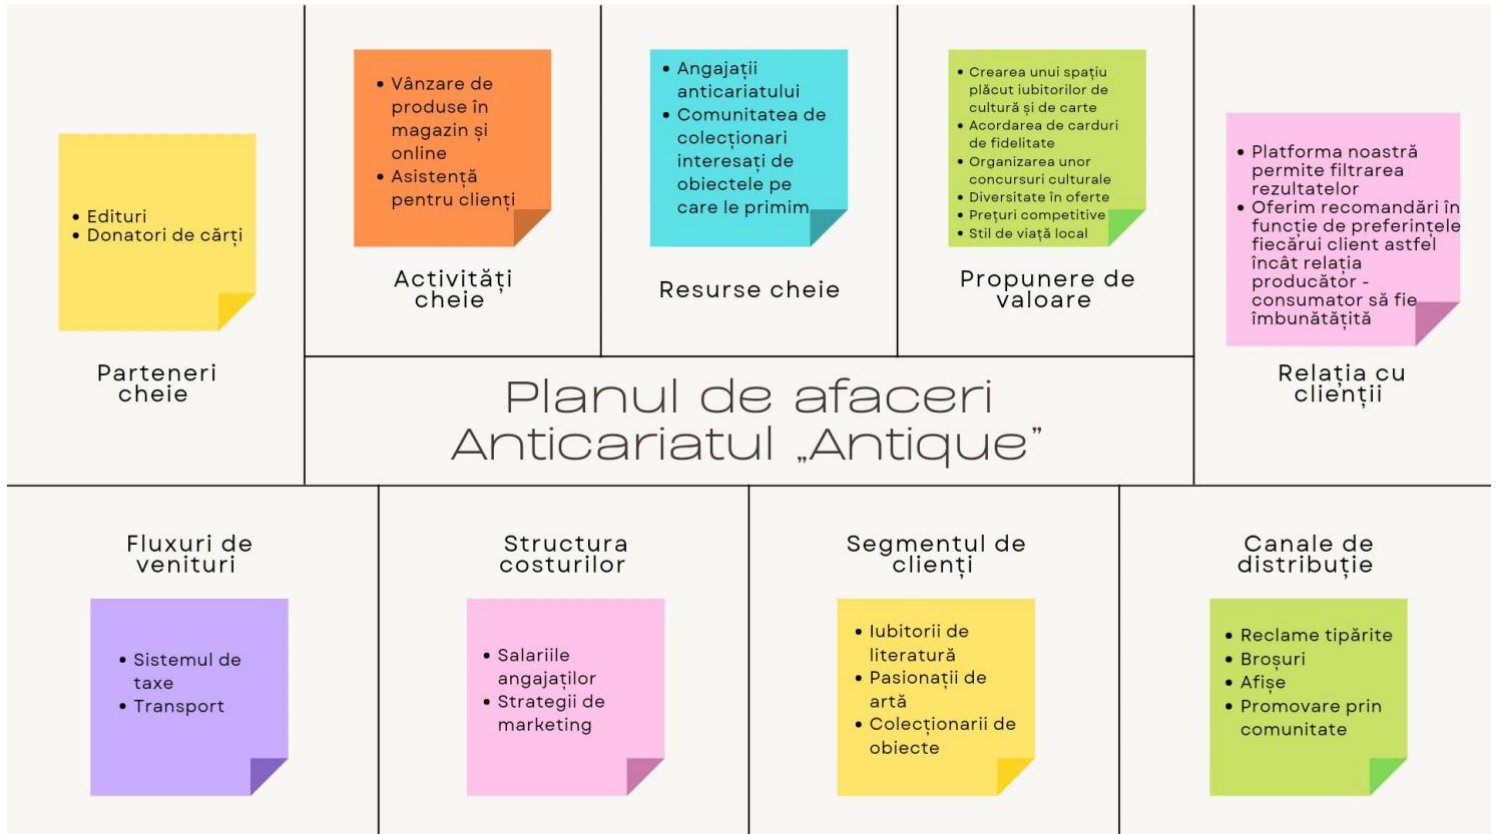 • Edituri
• Donatori de cărți
Parteneri
cheie
• Vânzare de
produse în
magazin și
online
• Asistență
pentru clienți
Activități
cheie
• Angajații
anticariatului
• Comunitatea de
colecționari
interesați de
obiectele pe
care le primim
Resurse cheie
• Crearea unui spațiu
plăcut iubitorilor de
cultură și de carte
• Acordarea de carduri
de fidelitate
• Organizarea unor
concursuri culturale
• Diversitate în oferte
• Prețuri competitive
• Stil de viață local
Propunere de
valoare
• Platforma noastră
permite filtrarea
rezultatelor
• Oferim recomandări în
funcție de preferințele
fiecărui client astfel
încât relația
producător -
consumator să fie
îmbunătățită
Relația cu
clienții
Planul de afaceri
Anticariatul „Antique”
Fluxuri de
venituri
• Sistemul de
taxe
• Transport
Structura
costurilor
• Salariile
angajaților
• Strategii de
marketing
Segmentul de
clienți
• Iubitorii de
literatură
• Pasionații de
artă
• Colecționarii de
obiecte
Canale de
distribuție
• Reclame tipărite
• Broșuri
• Afișe
• Promovare prin
comunitate